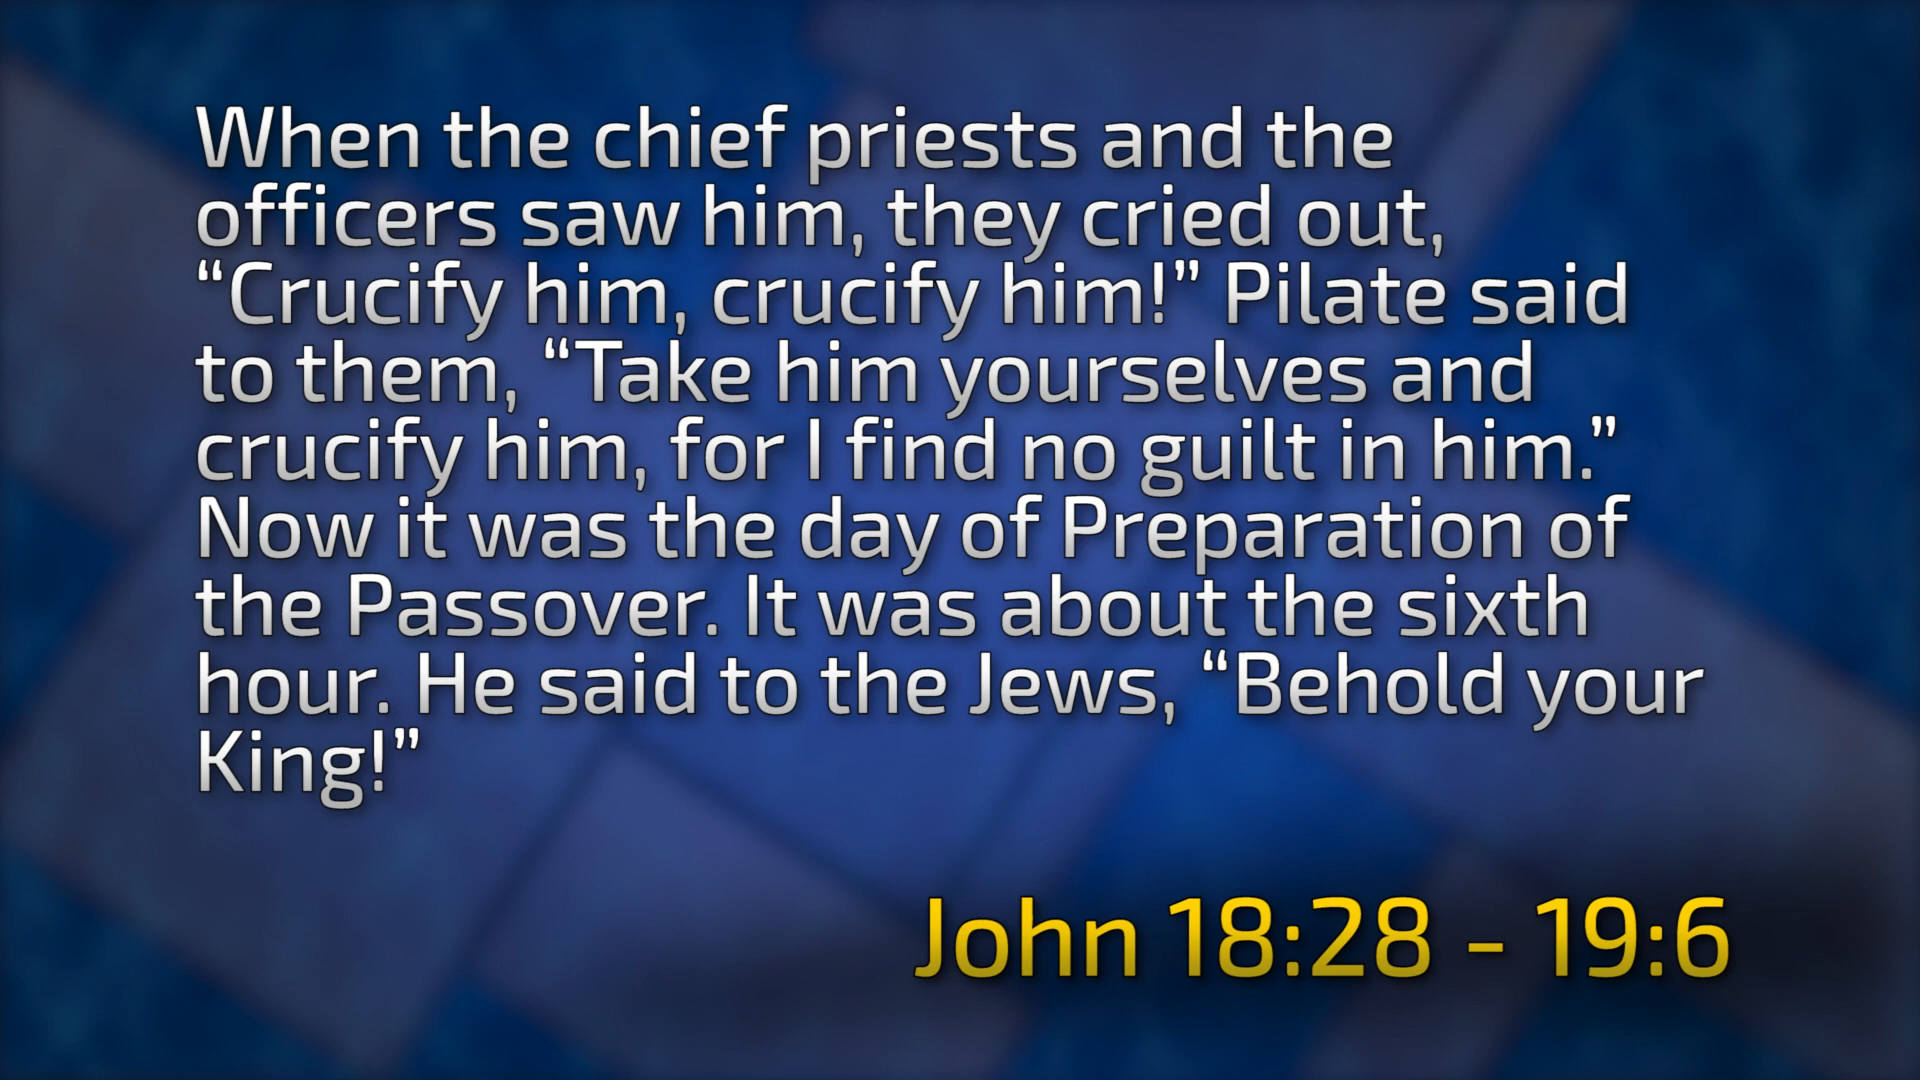 When the chief priests and the
officers saw him, they cried out,
“Crucify him, crucify him!” Pilate said
to them, “Take him yourselves and
crucify him, for I find no guilt in him.”
Now it was the day of Preparation of
the Passover. It was about the sixth
hour. He said to the Jews, “Behold your
King!”
John 18:28 - 19:6